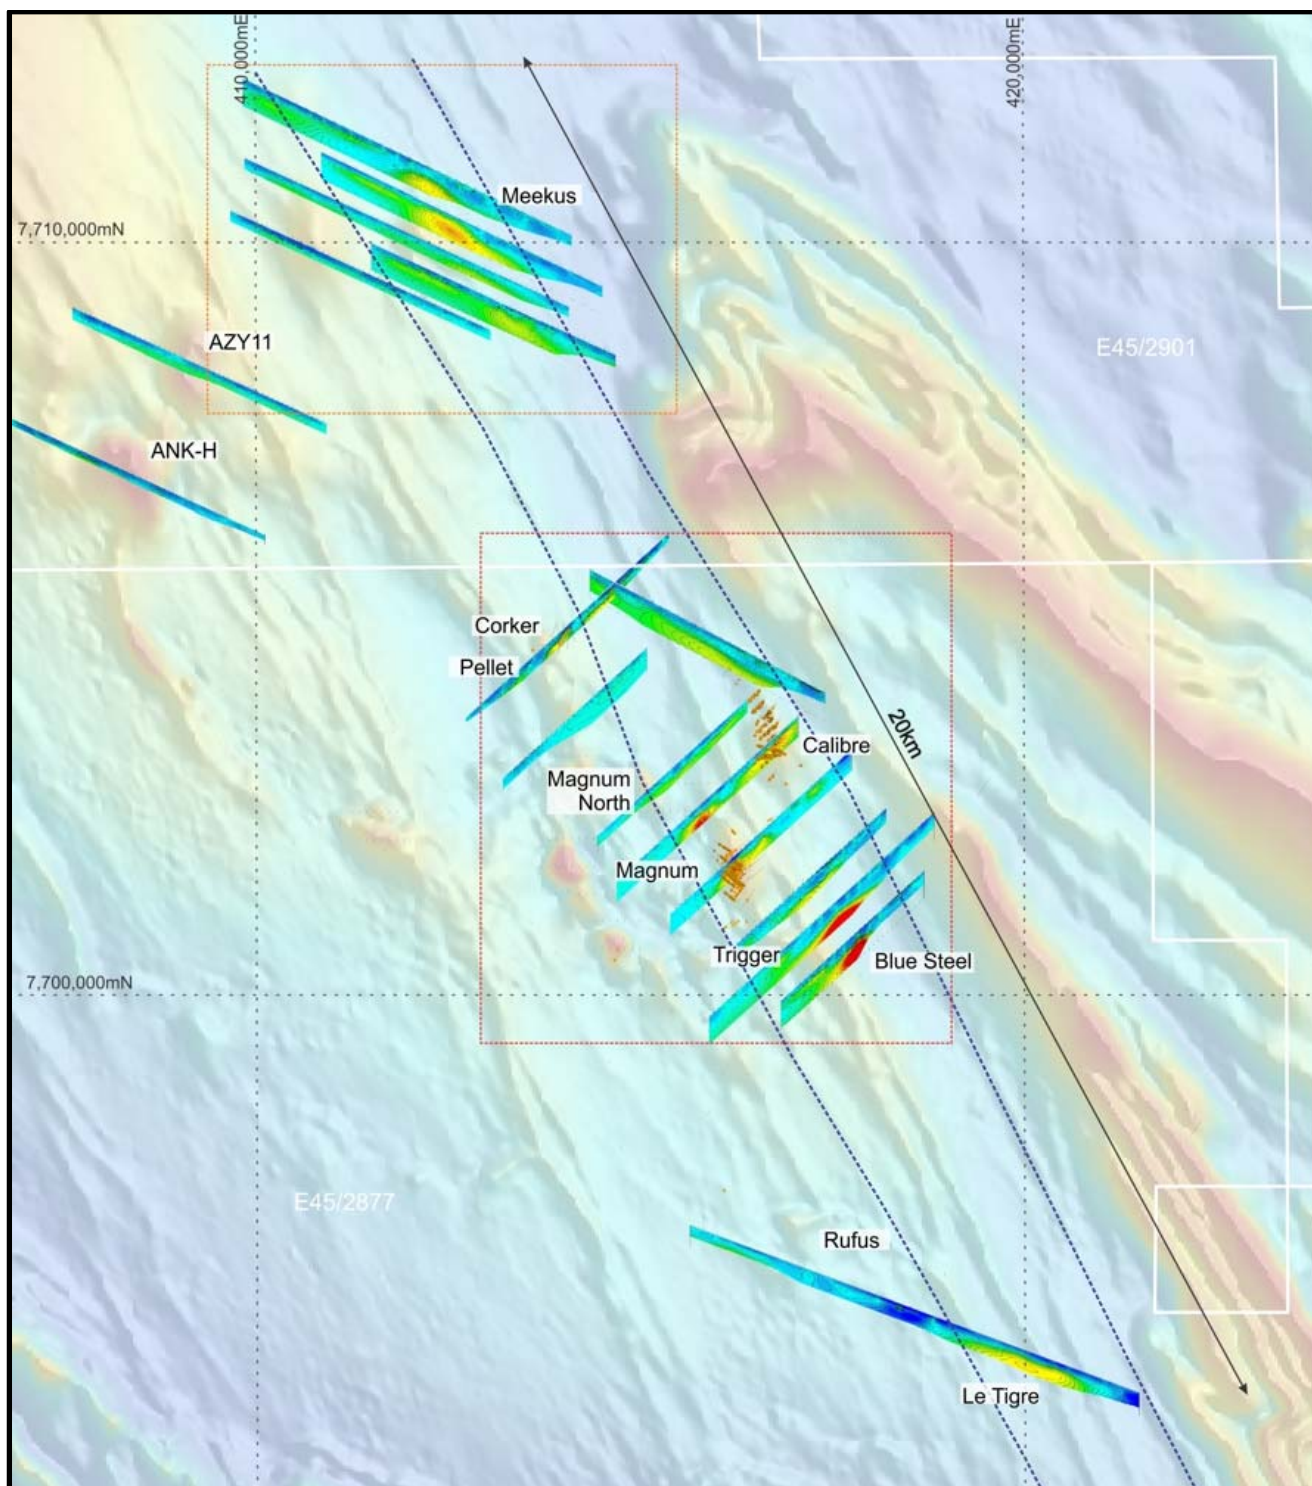 410,000mE
420,000mE
Meekus
7,710,000mN
AZY11
E45/2901
ANK-H
Corker
Pellet
20km
Calibre
Magnum
North
Magnum
Trigger
Blue Steel
7,700,000mN
E45/2877
Rufus
Le Tigre